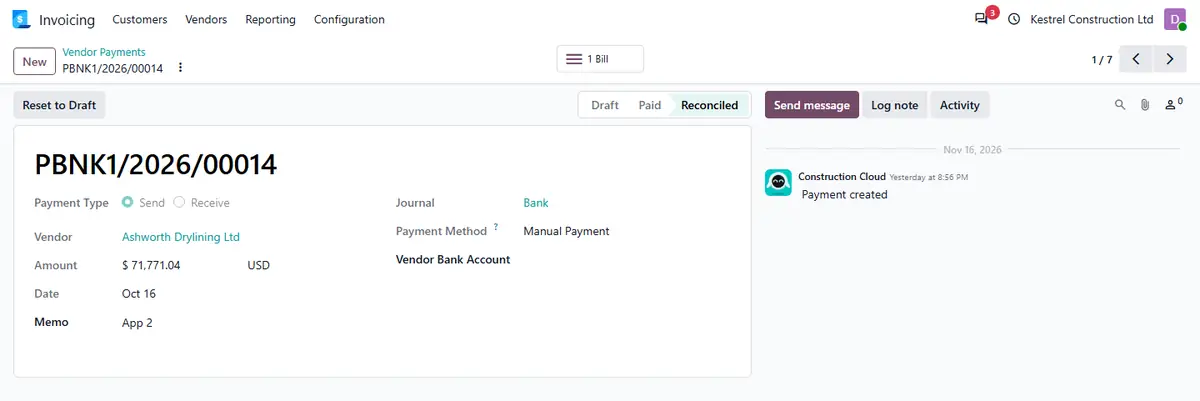 Invoicing Customers Vendors Reporting Configuration 3 Kestrel Construction Ltd D
New Vendor Payments
PBNK1/2026/00014
1 Bill
1 / 7
Reset to Draft Draft Paid Reconciled Send message Log note Activity 0
PBNK1/2026/00014
Payment Type Send Receive
Vendor Ashworth Drylining Ltd
Amount $ 71,771.04 USD
Date Oct 16
Memo App 2
Journal Bank
Payment Method ? Manual Payment
Vendor Bank Account
Nov 16, 2026
Construction Cloud Yesterday at 8:56 PM
Payment created